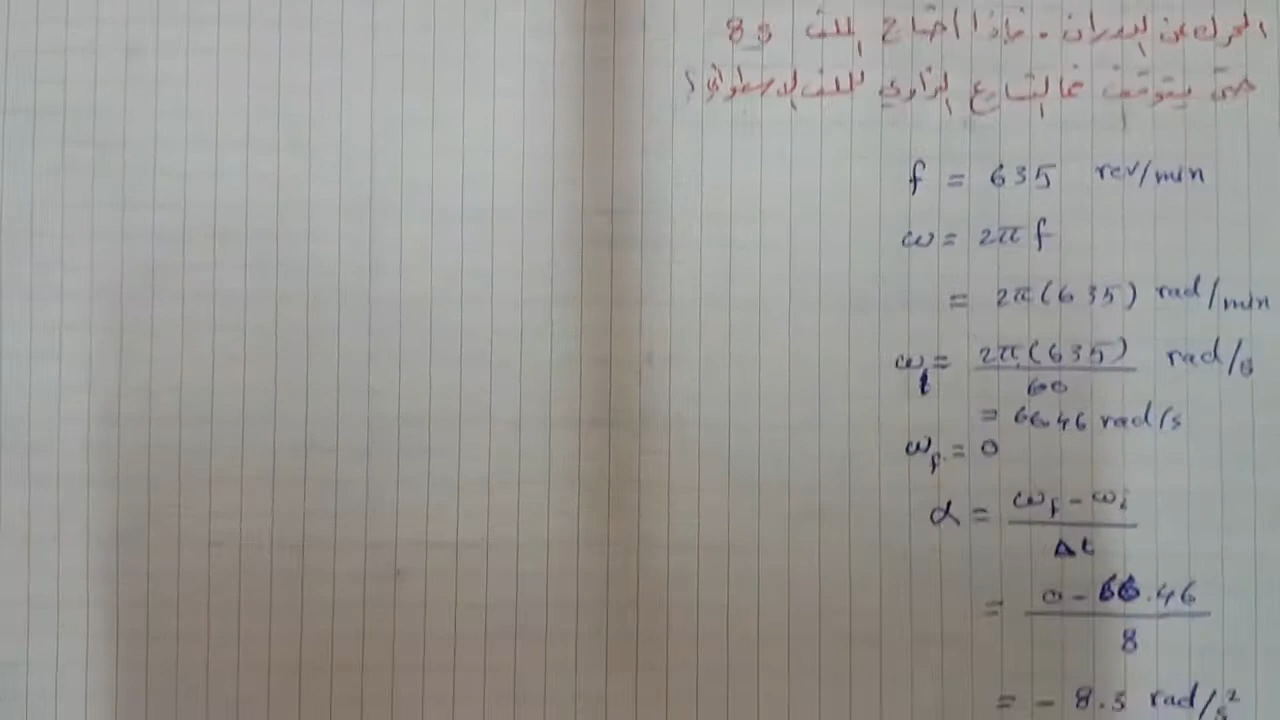 المحرك عن الدوران . فإذا احتاج الملف 8s
حتى يتوقف فما التسارع الزاوي للملف الاسطواني؟
f = 635 rev/min
ω = 2π f
= 2π(635) rad/min
ωi = 2π(635)/60 rad/s
= 66.46 rad/s
ωf = 0
α = ωf - ωi / Δt
= 0 - 66.46 / 8
= - 8.3 rad/s²